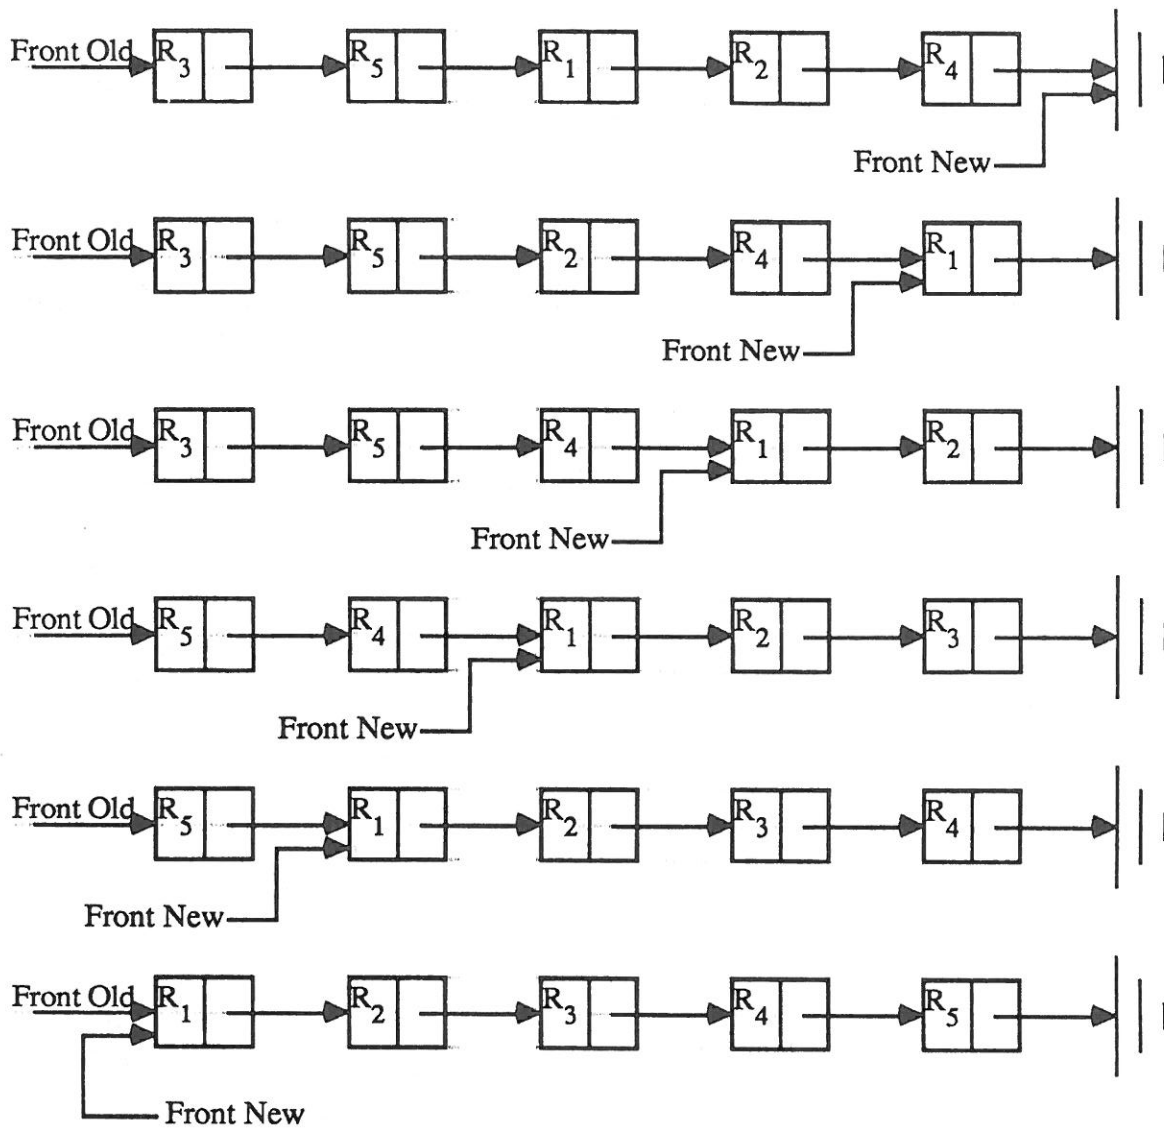 Front Old R3 R5 R1 R2 R4
Front New
Front Old R3 R5 R2 R4 R1
Front New
Front Old R3 R5 R4 R1 R2
Front New
Front Old R5 R4 R1 R2 R3
Front New
Front Old R5 R1 R2 R3 R4
Front New
Front Old R1 R2 R3 R4 R5
Front New